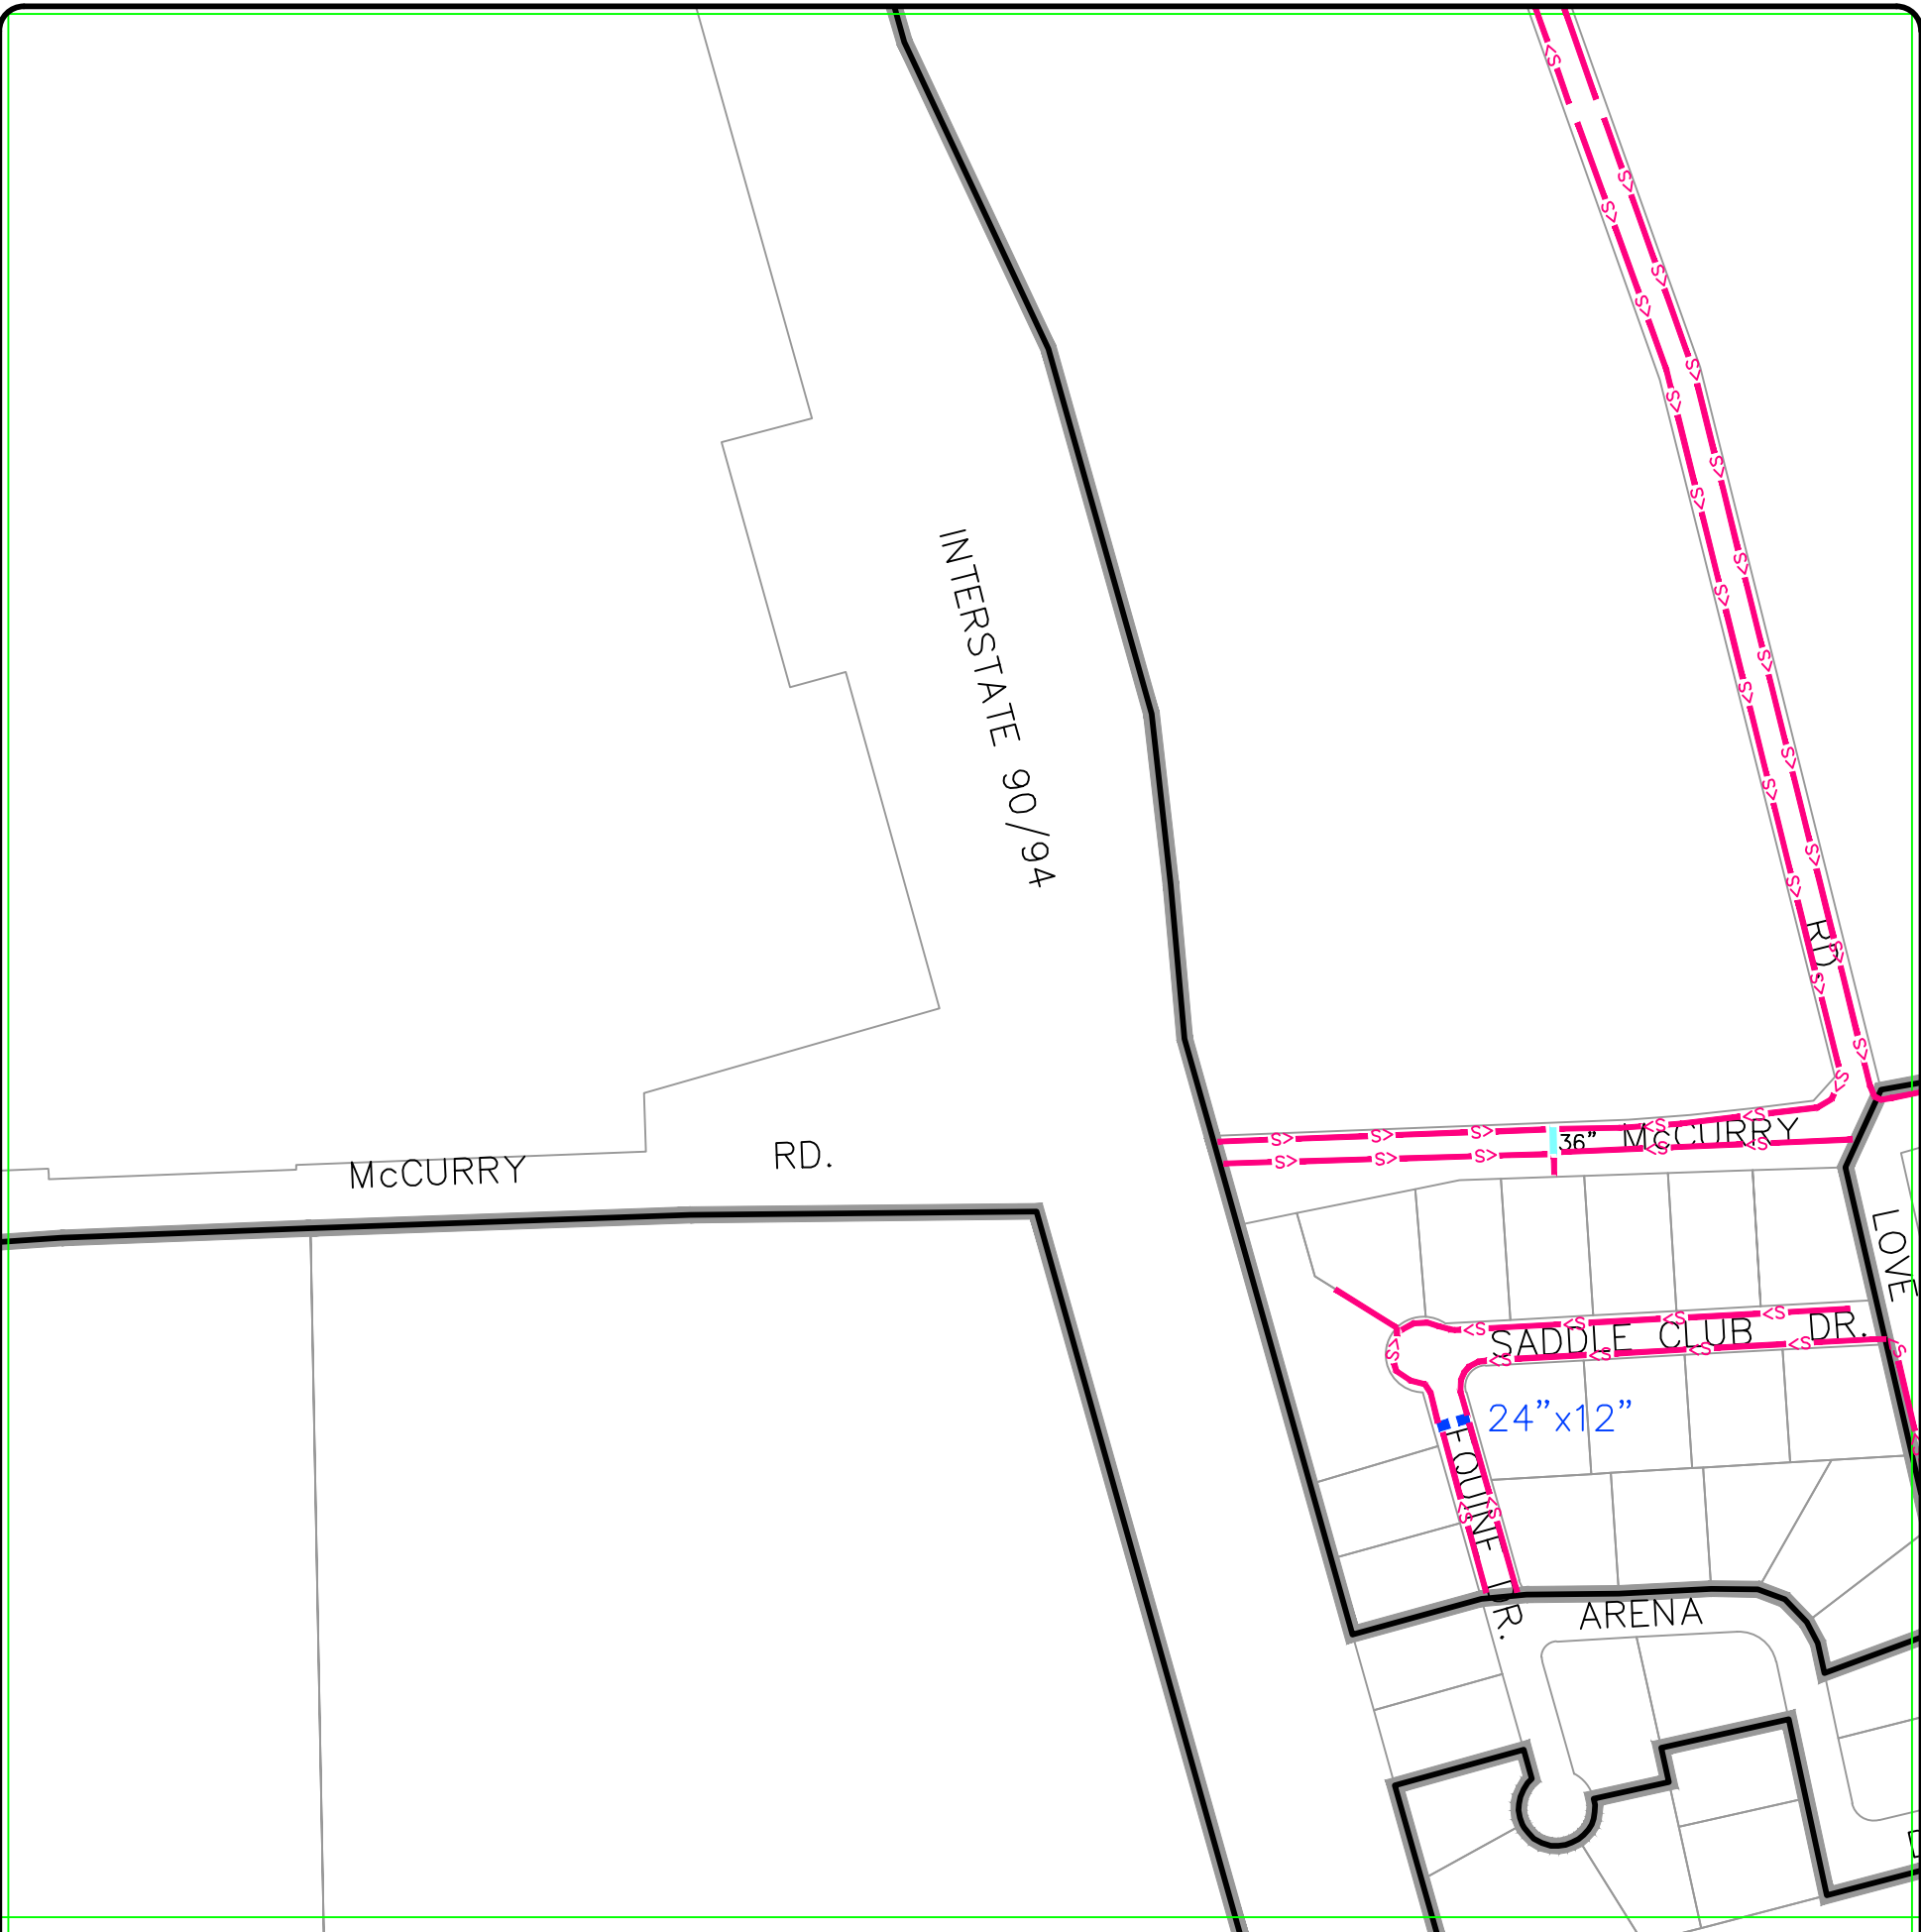 INTERSTATE 90/94
RD.
36” McCURRY
McCURRY RD.
LOVE
SADDLE CLUB DR.
24”x12”
EQUINE DR.
ARENA